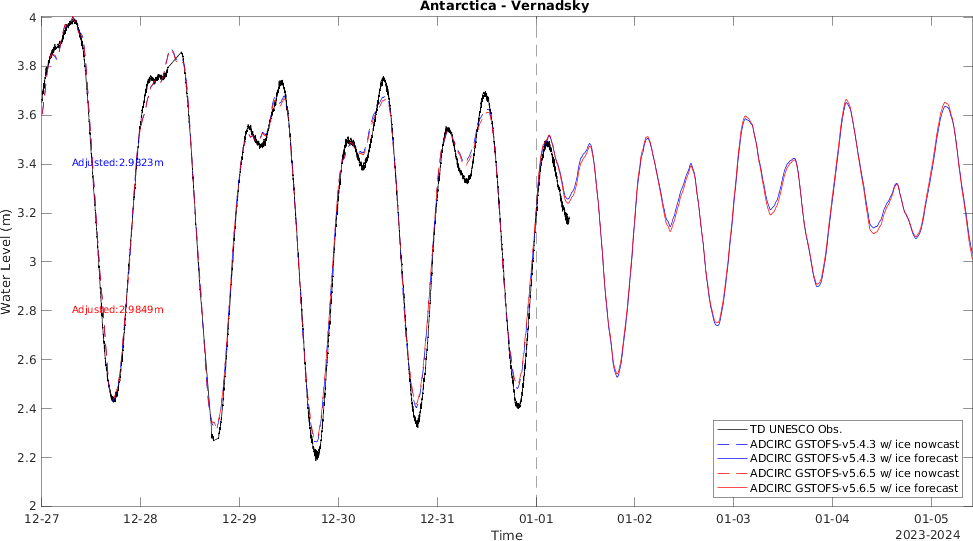 Antarctica - Vernadsky
4
3.8
3.6
3.4
3.2
3
2.8
2.6
2.4
2.2
2
Water Level (m)
Adjusted:2.9823m
Adjusted:2.9849m
TD UNESCO Obs.
ADCIRC GSTOFS-v5.4.3 w/ ice nowcast
ADCIRC GSTOFS-v5.4.3 w/ ice forecast
ADCIRC GSTOFS-v5.6.5 w/ ice nowcast
ADCIRC GSTOFS-v5.6.5 w/ ice forecast
12-27 12-28 12-29 12-30 12-31 01-01 01-02 01-03 01-04 01-05
Time
2023-2024